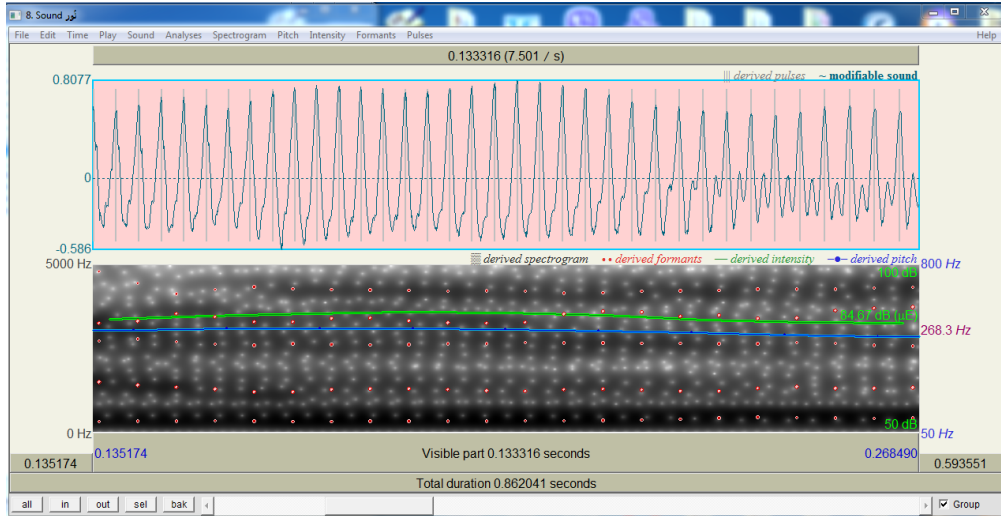 8. Sound ثور
File Edit Time Play Sound Analyses Spectrogram Pitch Intensity Formants Pulses Help
0.133316 (7.501 / s)
derived pulses ~ modifiable sound
0.8077
0
-0.586
derived spectrogram •• derived formants — derived intensity derived pitch
5000 Hz
100 dB
800 Hz
84.67 dB (µE)
268.3 Hz
50 dB
0 Hz
50 Hz
0.135174
0.135174
Visible part 0.133316 seconds
0.268490
0.593551
Total duration 0.862041 seconds
all in out sel bak Group